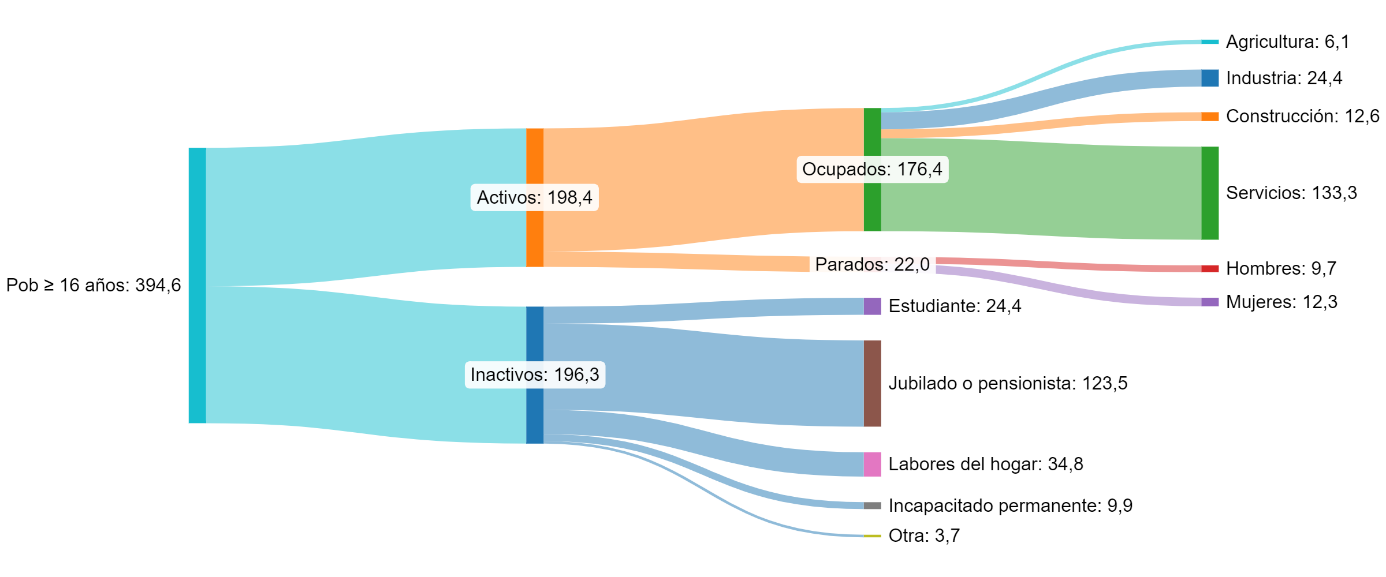 Pob ≥ 16 años: 394,6
Activos: 198,4
Inactivos: 196,3
Ocupados: 176,4
Parados: 22,0
Estudiante: 24,4
Jubilado o pensionista: 123,5
Labores del hogar: 34,8
Incapacitado permanente: 9,9
Otra: 3,7
Agricultura: 6,1
Industria: 24,4
Construcción: 12,6
Servicios: 133,3
Hombres: 9,7
Mujeres: 12,3